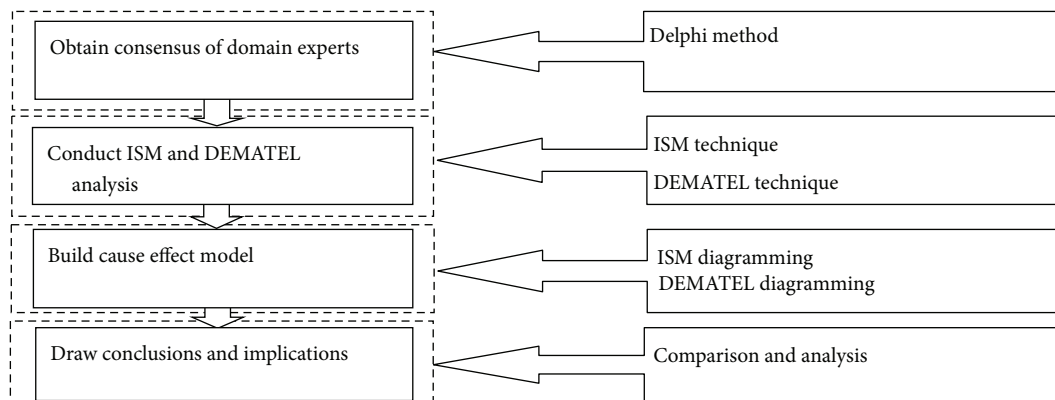 Obtain consensus of domain experts
Delphi method
Conduct ISM and DEMATEL
analysis
ISM technique
DEMATEL technique
Build cause effect model
ISM diagramming
DEMATEL diagramming
Draw conclusions and implications
Comparison and analysis